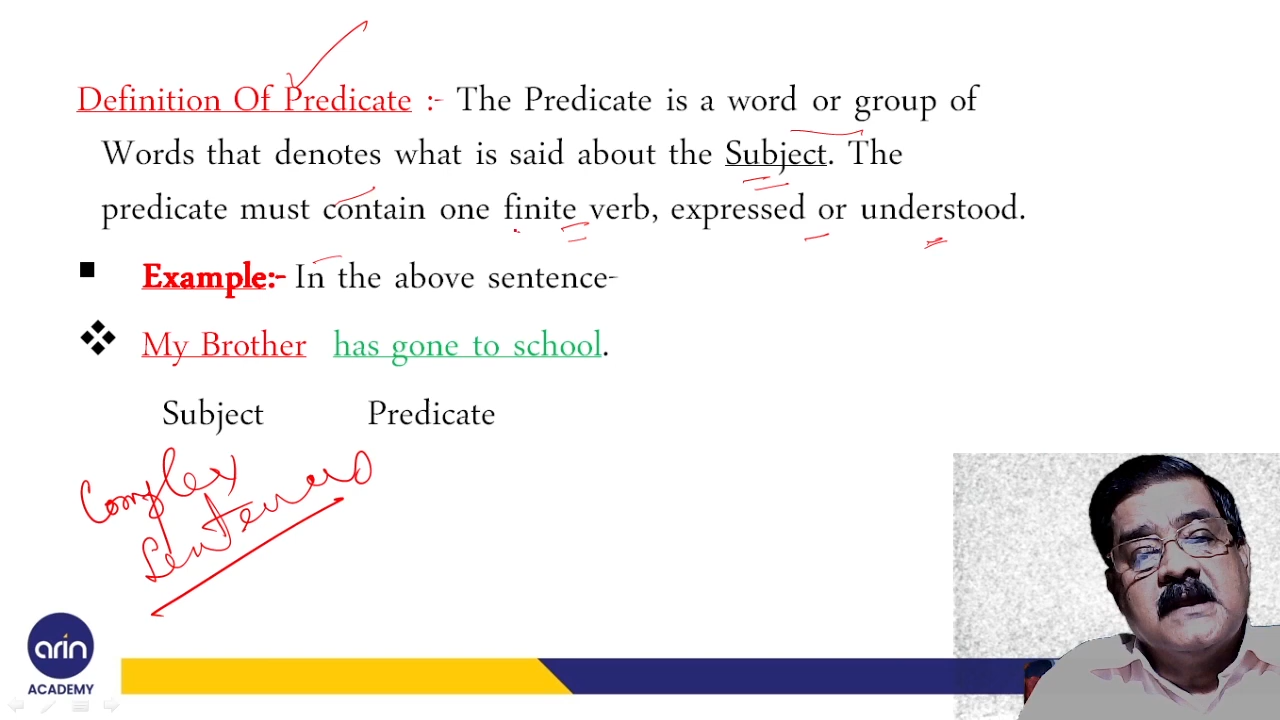 Definition Of Predicate :- The Predicate is a word or group of
Words that denotes what is said about the Subject. The
predicate must contain one finite verb, expressed or understood.
Example:- In the above sentence-
My Brother has gone to school.
Subject Predicate
Complex
Sentences
arin
ACADEMY